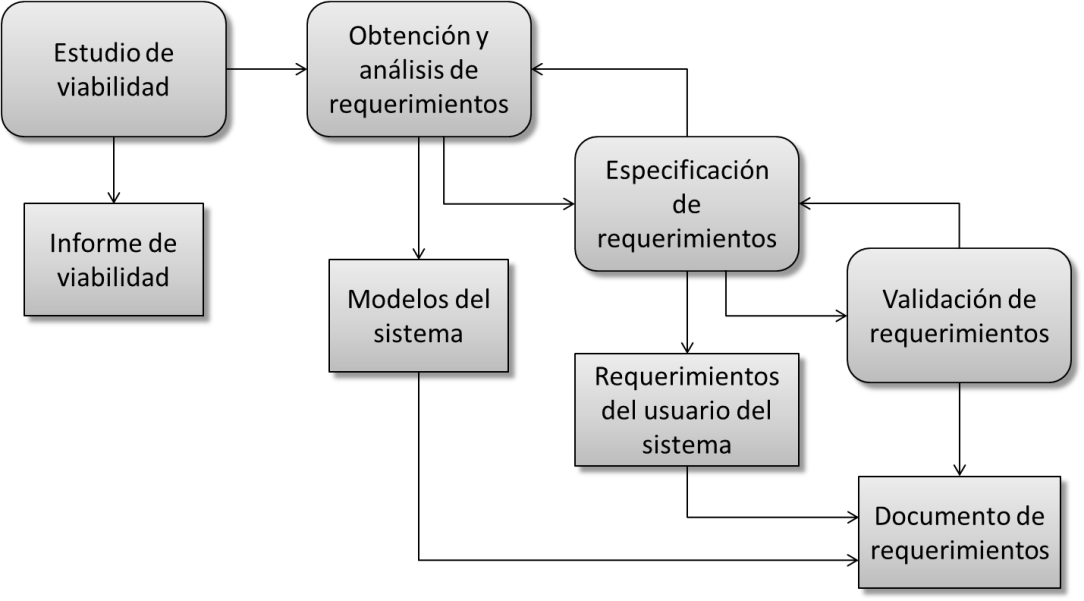 Estudio de
viabilidad
Obtención y
análisis de
requerimientos
Especificación
de
requerimientos
Informe de
viabilidad
Modelos del
sistema
Validación de
requerimientos
Requerimientos
del usuario del
sistema
Documento de
requerimientos